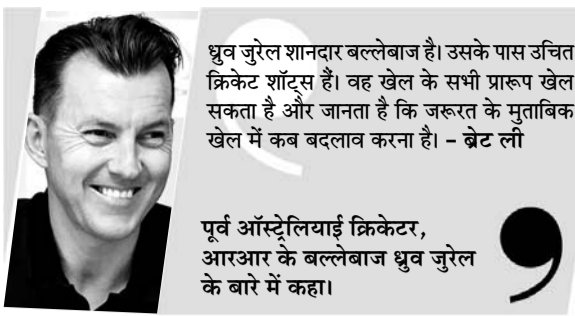 ध्रुव जुरेल शानदार बल्लेबाज है। उसके पास उचित
क्रिकेट शॉट्स हैं। वह खेल के सभी प्रारूप खेल
सकता है और जानता है कि जरूरत के मुताबिक
खेल में कब बदलाव करना है। – ब्रेट ली
पूर्व ऑस्ट्रेलियाई क्रिकेटर,
आरआर के बल्लेबाज ध्रुव जुरेल
के बारे में कहा।